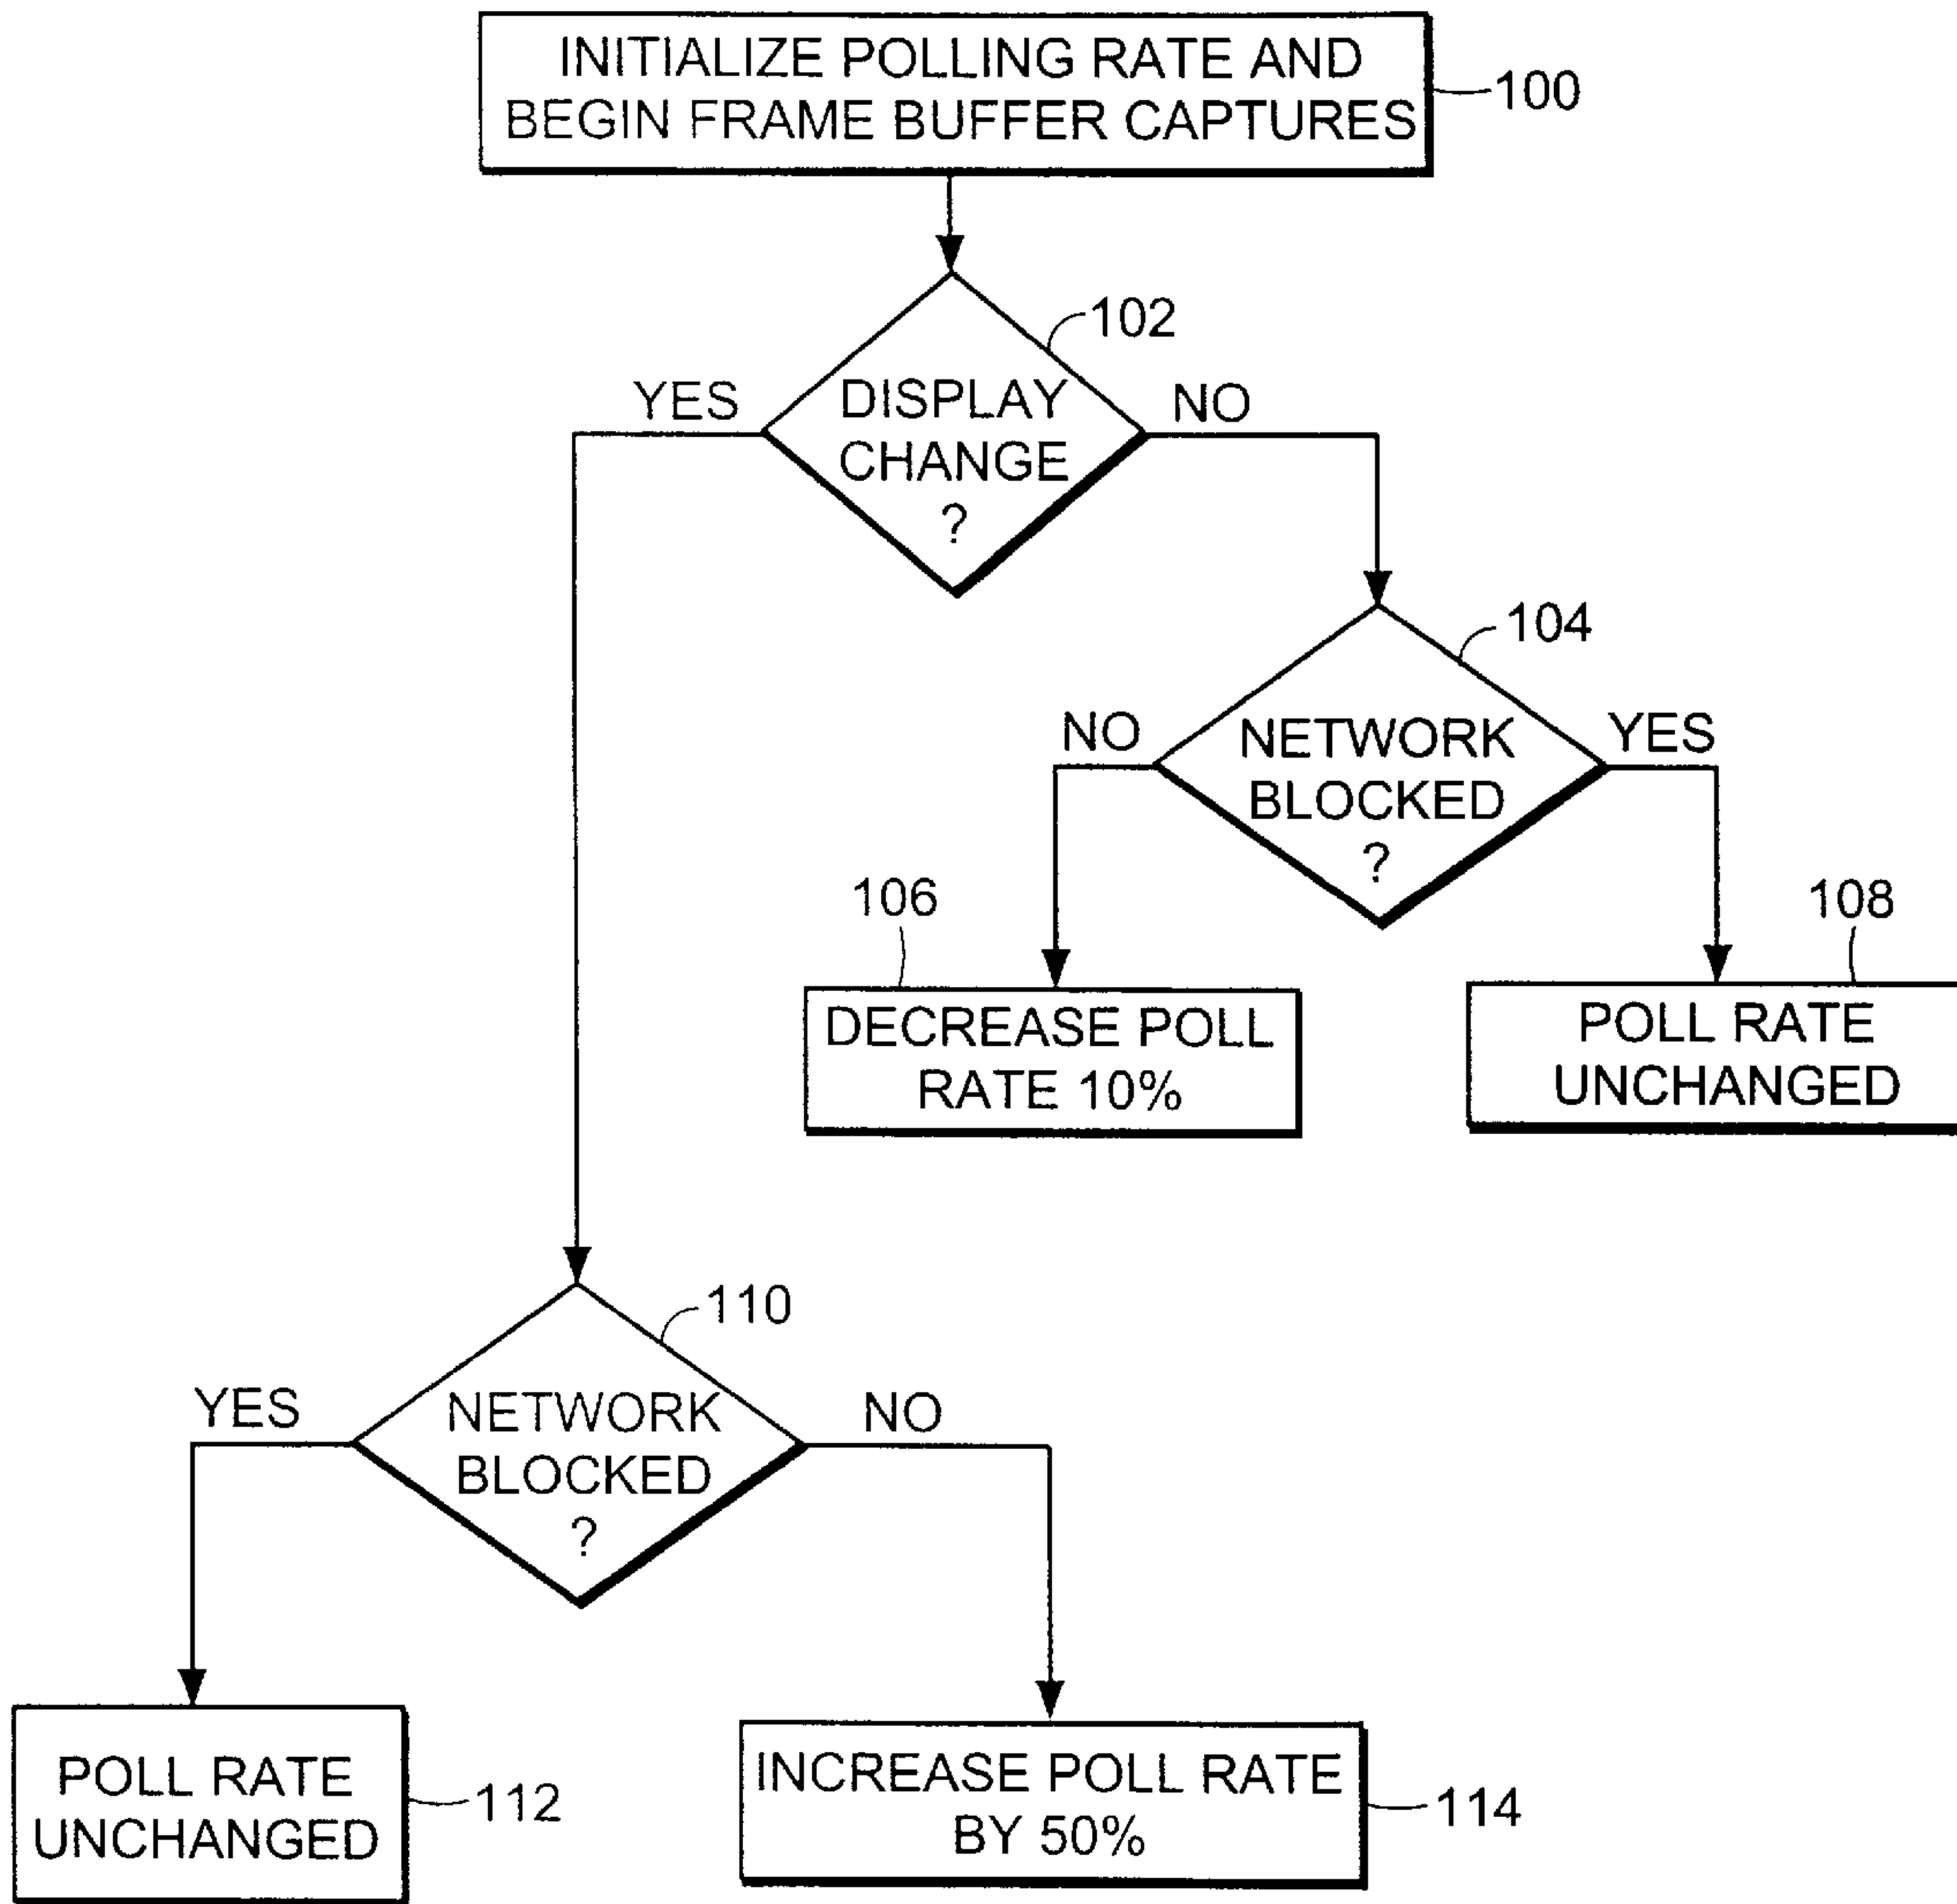 INITIALIZE POLLING RATE AND
BEGIN FRAME BUFFER CAPTURES
100
102
YES
DISPLAY
CHANGE
?
NO
104
NO
NETWORK
BLOCKED
?
YES
106
108
DECREASE POLL
RATE 10%
POLL RATE
UNCHANGED
110
YES
NETWORK
BLOCKED
?
NO
POLL RATE
UNCHANGED
112
INCREASE POLL RATE
BY 50%
114